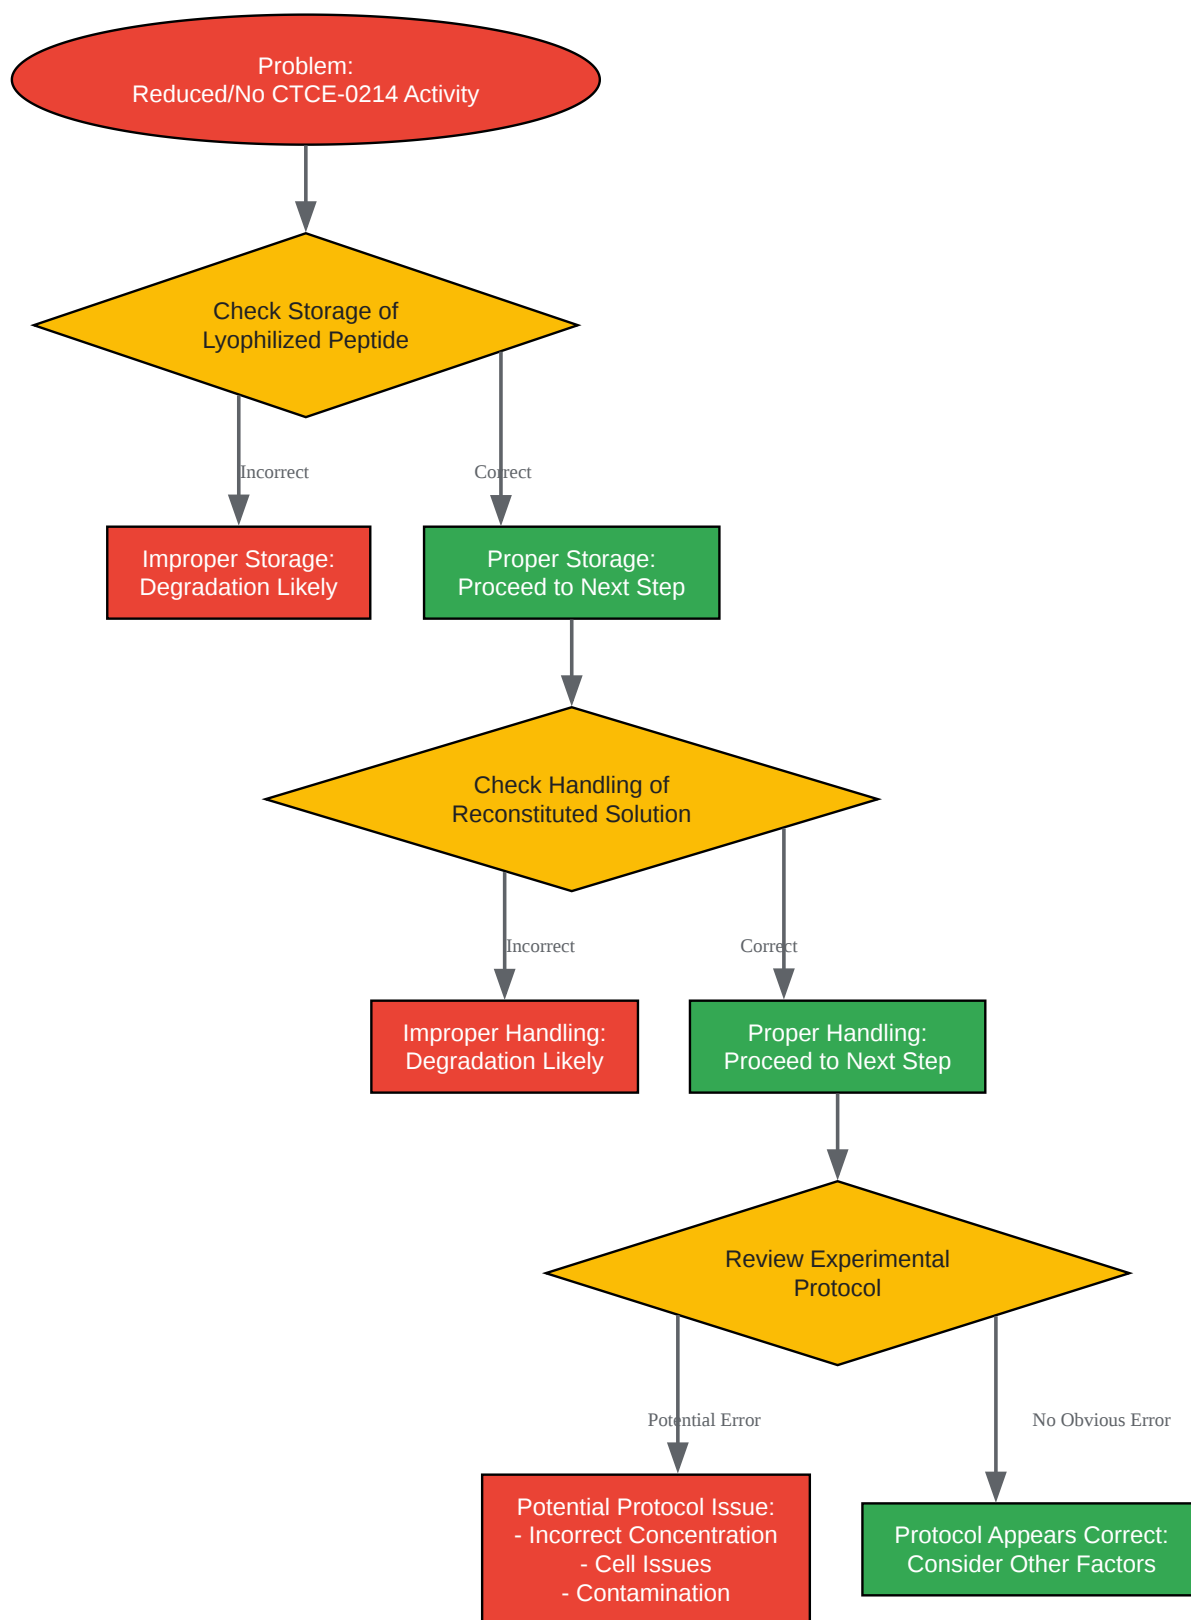 Problem:
Reduced/No CTCE-0214 Activity
Check Storage of
Lyophilized Peptide
Incorrect
Correct
Improper Storage:
Degradation Likely
Proper Storage:
Proceed to Next Step
Check Handling of
Reconstituted Solution
Incorrect
Correct
Improper Handling:
Degradation Likely
Proper Handling:
Proceed to Next Step
Review Experimental
Protocol
Potential Error
No Obvious Error
Potential Protocol Issue:
- Incorrect Concentration
- Cell Issues
- Contamination
Protocol Appears Correct:
Consider Other Factors